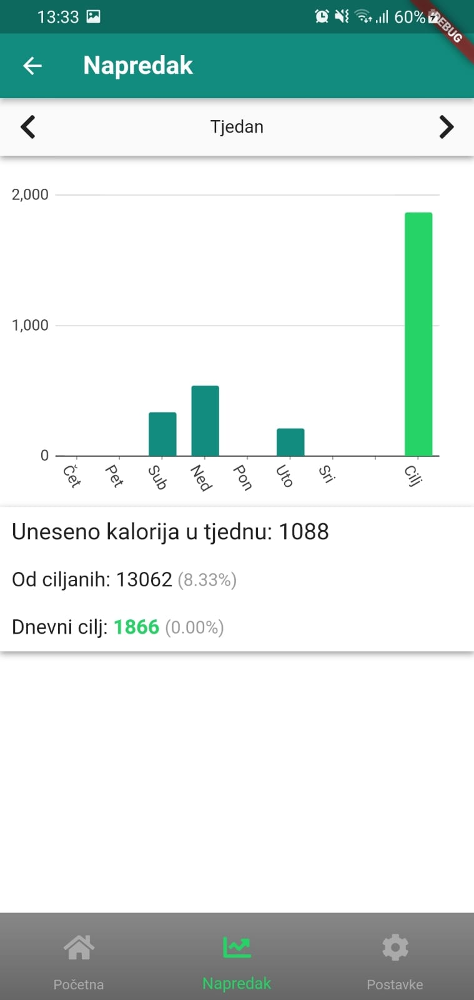 13:33 60%
DEBUG
Napredak
Tjedan
2,000
1,000
0
Čet Pet Sub Ned Pon Uto Sri Cilj
Uneseno kalorija u tjednu: 1088
Od ciljanih: 13062 (8.33%)
Dnevni cilj: 1866 (0.00%)
Početna Napredak Postavke